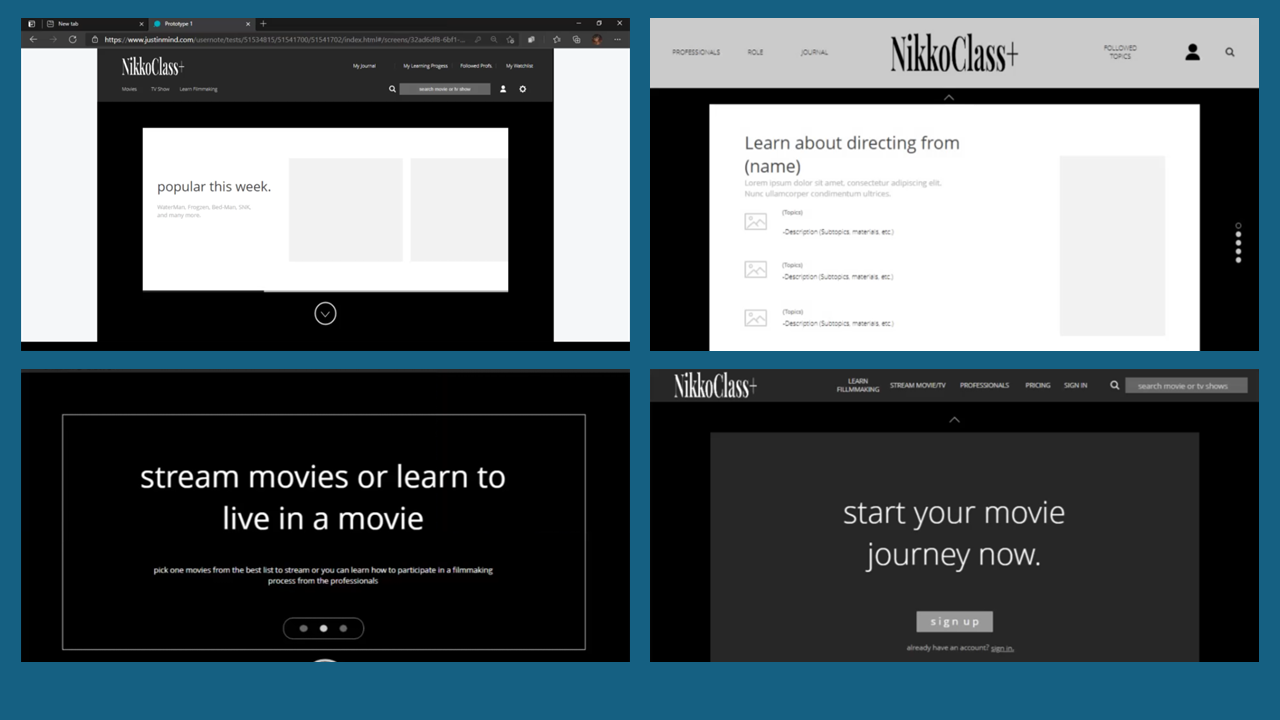 New tab
Prototype 1
https://www.justinmind.com/usernote/tests/51534815/51541700/51541702/index.html#/screens/32ad6df8-6bf1-...
NikkoClass+
My Journal
My Learning Progess
Followed Profs.
My Watchlist
Movies
TV Show
Learn Filmmaking
search movie or tv show
popular this week.
WaterMan, Frogzen, Bed-Man, SNK,
and many more.
PROFESSIONALS
ROLE
JOURNAL
NikkoClass+
FOLLOWED
TOPICS
Learn about directing from
(name)
Lorem ipsum dolor sit amet, consectetur adipiscing elit.
Nunc ullamcorper condimentum ultrices.
(Topics)
-Description (Subtopics, materials, etc.)
(Topics)
-Description (Subtopics, materials, etc.)
(Topics)
-Description (Subtopics, materials, etc.)
stream movies or learn to
live in a movie
pick one movies from the best list to stream or you can learn how to participate in a filmmaking
process from the professionals
NikkoClass+
LEARN
FILLMMAKING
STREAM MOVIE/TV
PROFESSIONALS
PRICING
SIGN IN
search movie or tv shows
start your movie
journey now.
sign up
already have an account? sign in.